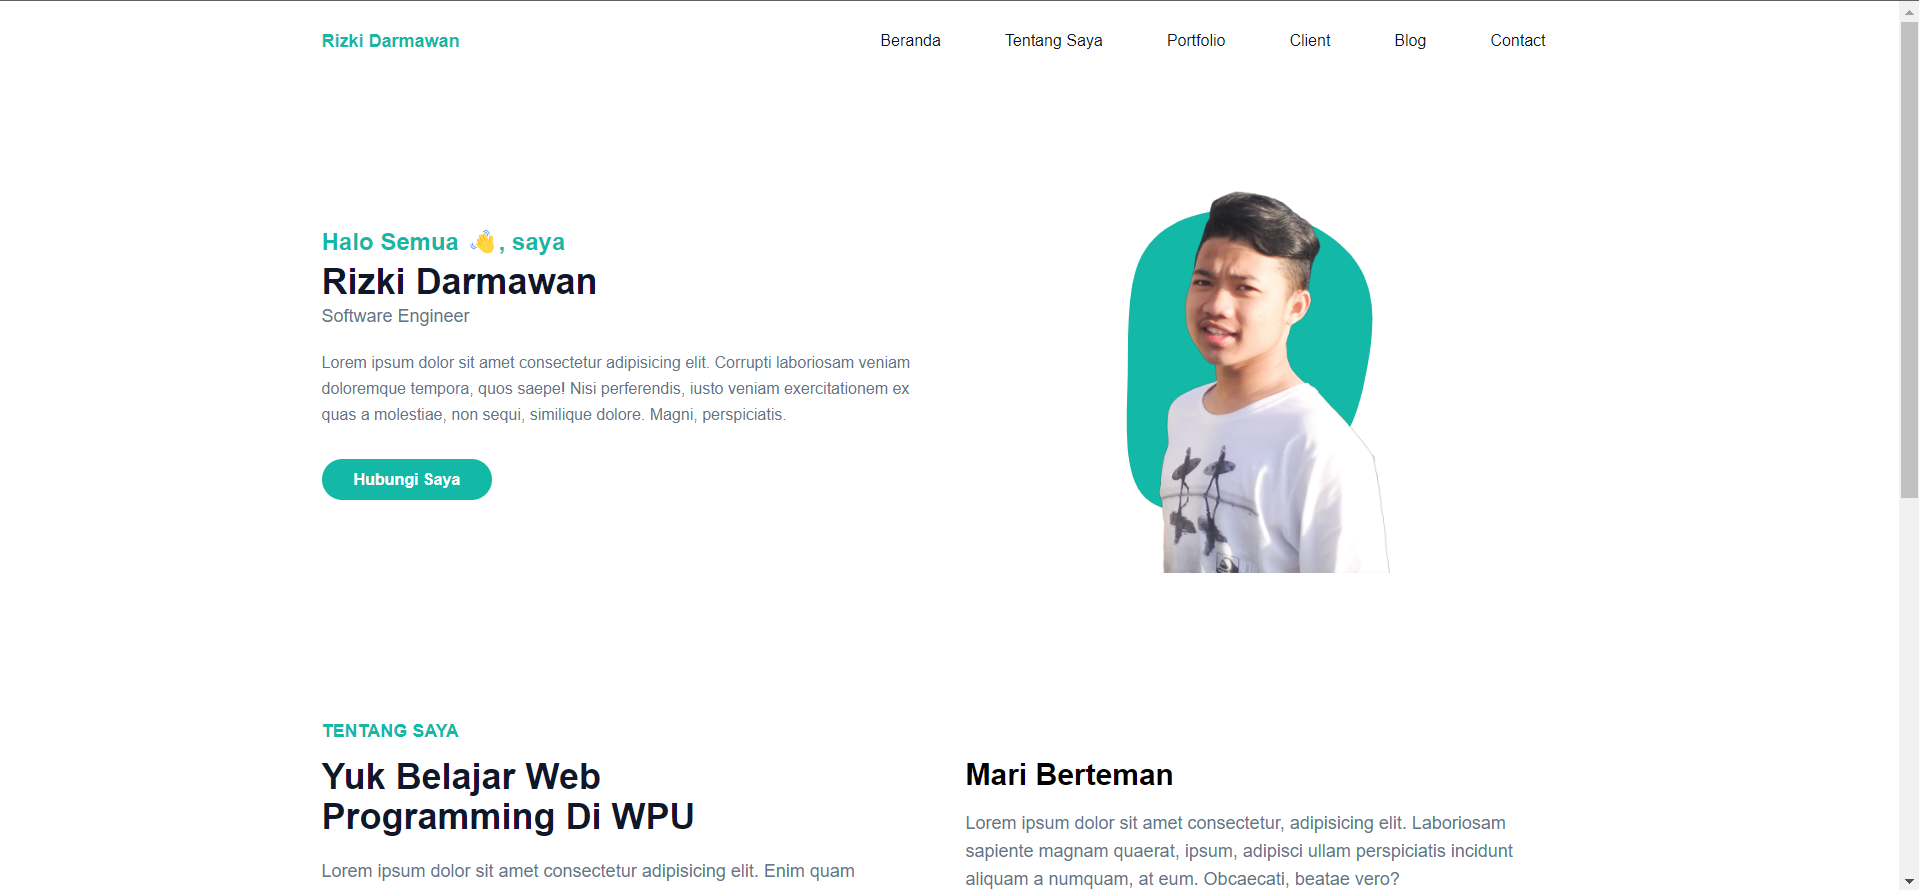 Rizki Darmawan
Beranda Tentang Saya Portfolio Client Blog Contact
Halo Semua 👋, saya
Rizki Darmawan
Software Engineer
Lorem ipsum dolor sit amet consectetur adipisicing elit. Corrupti laboriosam veniam
doloremque tempora, quos saepe! Nisi perferendis, iusto veniam exercitationem ex
quas a molestiae, non sequi, similique dolore. Magni, perspiciatis.
Hubungi Saya
TENTANG SAYA
Yuk Belajar Web
Programming Di WPU
Lorem ipsum dolor sit amet consectetur adipisicing elit. Enim quam
Mari Berteman
Lorem ipsum dolor sit amet consectetur, adipisicing elit. Laboriosam
sapiente magnam quaerat, ipsum, adipisci ullam perspiciatis incidunt
aliquam a numquam, at eum. Obcaecati, beatae vero?